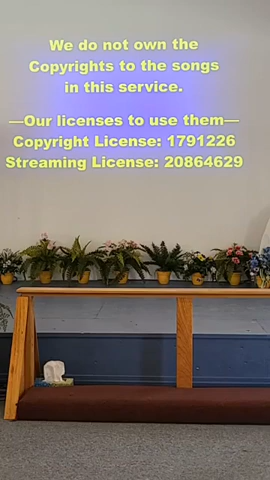 We do not own the
Copyrights to the songs
in this service.
—Our licenses to use them—
Copyright License: 1791226
Streaming License: 20864629